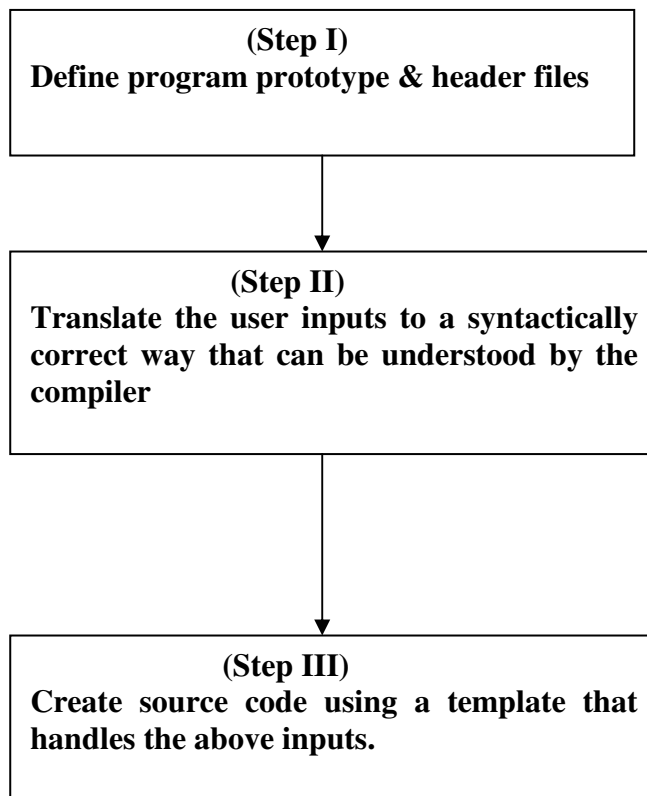 (Step I)
Define program prototype & header files
(Step II)
Translate the user inputs to a syntactically
correct way that can be understood by the
compiler
(Step III)
Create source code using a template that
handles the above inputs.